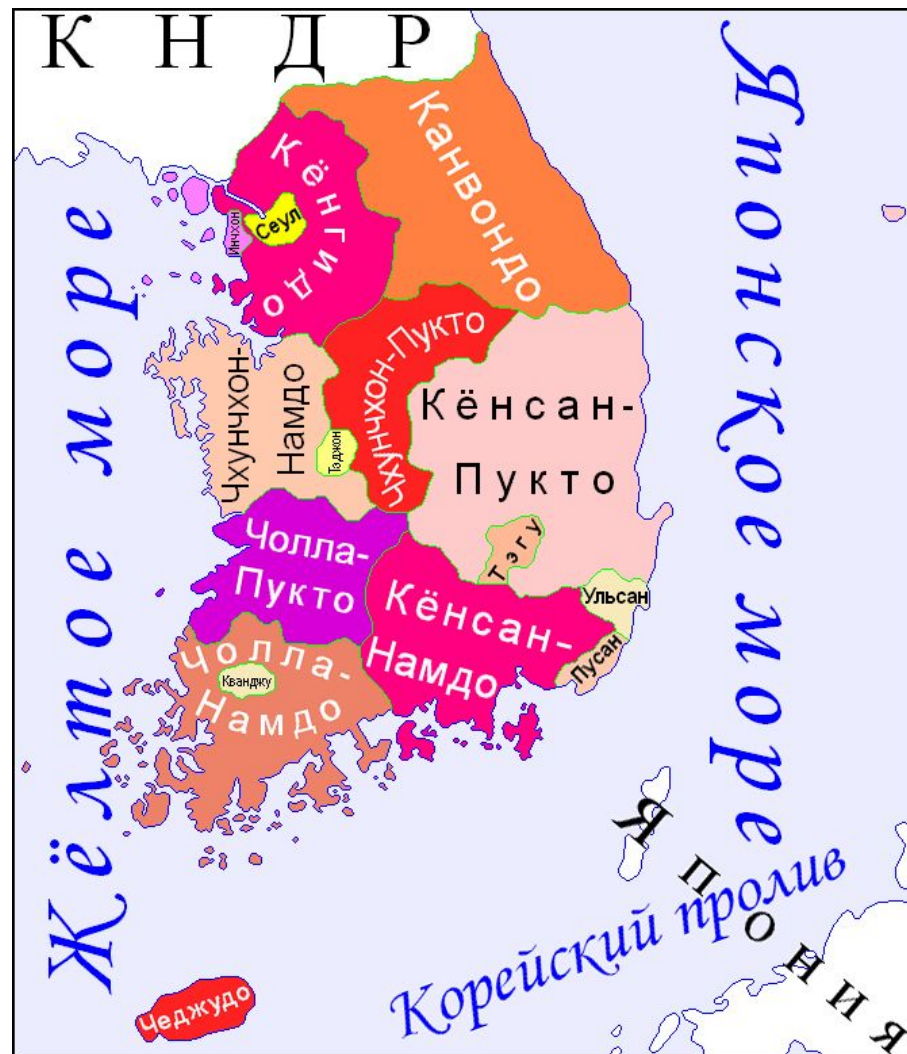 КНДР
Японское море
Жёлтое море
Канвондо
Кёнгидо
Сеул
Инчхон
Чхунчхон-Пукто
Чхунчхон-
Намдо
Тэджон
Кёнсан-
Пукто
Тэгу
Ульсан
Пусан
Чолла-
Пукто
Кёнсан-
Намдо
Чолла-
Намдо
Кванджу
Чеджудо
Корейский пролив
Япония